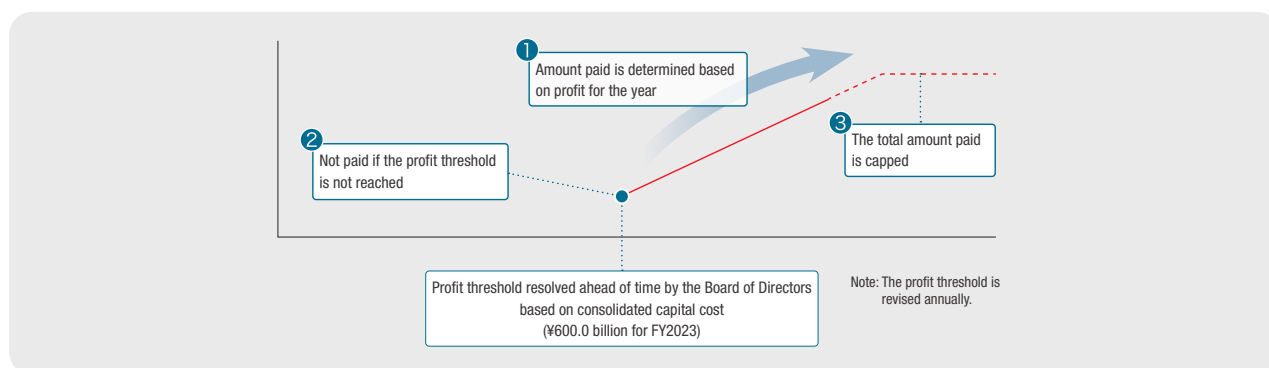 1
Amount paid is determined based
on profit for the year
2
Not paid if the profit threshold
is not reached
3
The total amount paid
is capped
Profit threshold resolved ahead of time by the Board of Directors
based on consolidated capital cost
(¥600.0 billion for FY2023)
Note: The profit threshold is
revised annually.